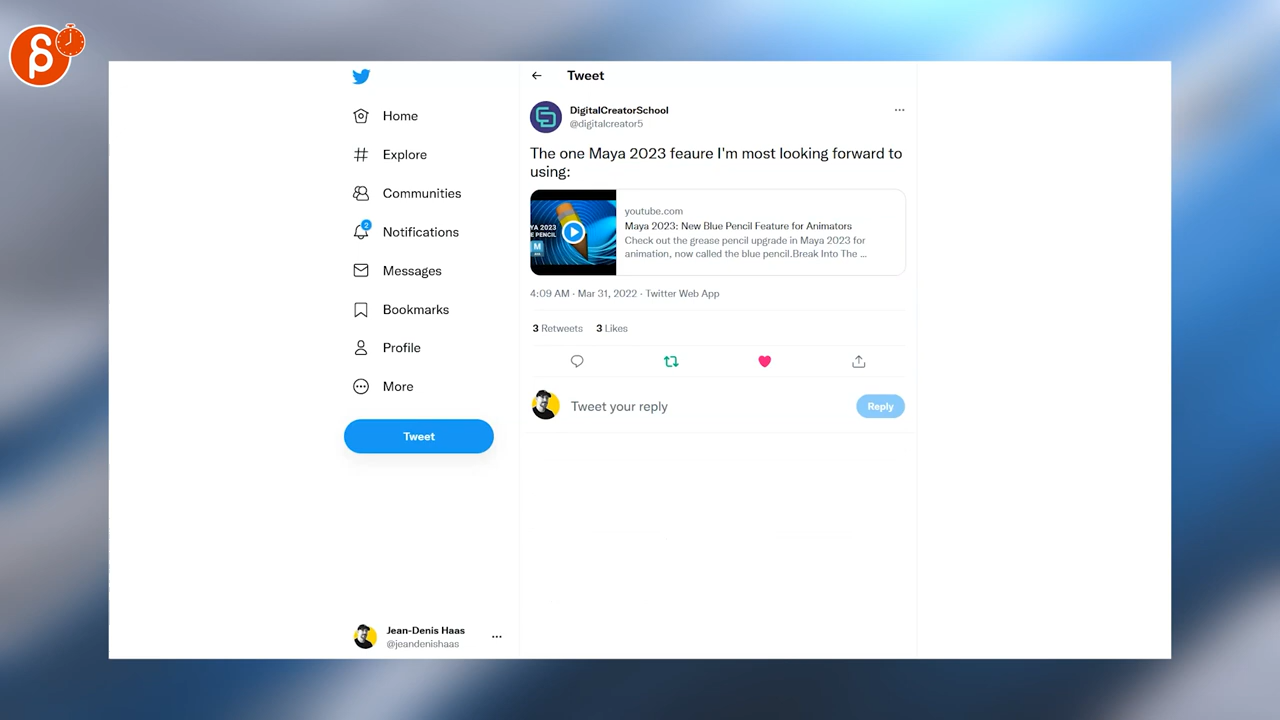 Home
Explore
Communities
2
Notifications
Messages
Bookmarks
Profile
More
Tweet
Jean-Denis Haas
@jeandenishaas
Tweet
DigitalCreatorSchool
@digitalcreator5
The one Maya 2023 feaure I'm most looking forward to
using:
YA 2023
E PENCIL
M
youtube.com
Maya 2023: New Blue Pencil Feature for Animators
Check out the grease pencil upgrade in Maya 2023 for
animation, now called the blue pencil.Break Into The ...
4:09 AM · Mar 31, 2022 · Twitter Web App
3 Retweets 3 Likes
Tweet your reply
Reply